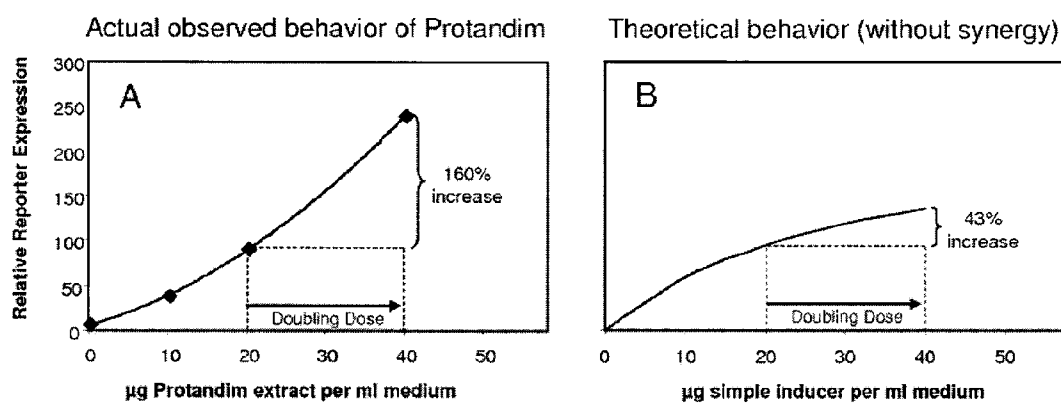 Actual observed behavior of Protandim
Theoretical behavior (without synergy)
Relative Reporter Expression
300
250
200
150
100
50
0
A
160%
increase
Doubling Dose
0 10 20 30 40 50
µg Protandim extract per ml medium
B
43%
increase
Doubling Dose
0 10 20 30 40 50
µg simple inducer per ml medium